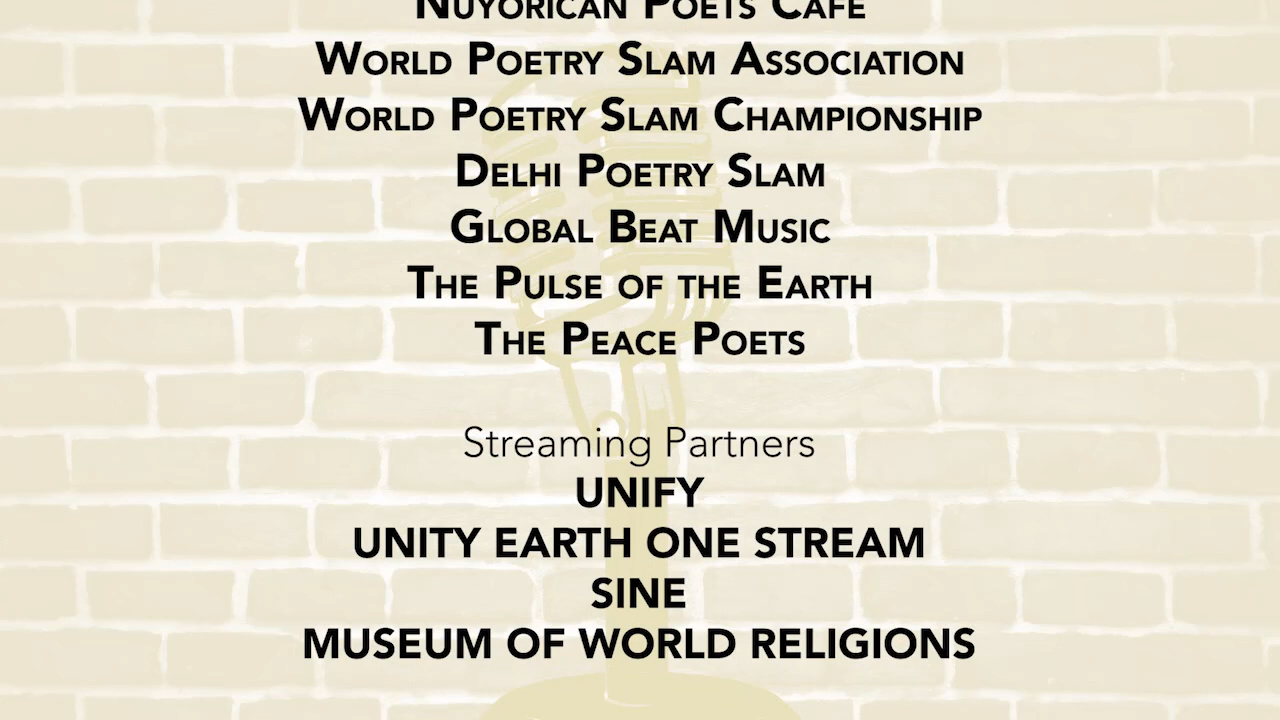 Nuyorican Poets Cafe
World Poetry Slam Association
World Poetry Slam Championship
Delhi Poetry Slam
Global Beat Music
The Pulse of the Earth
The Peace Poets
Streaming Partners
UNIFY
UNITY EARTH ONE STREAM
SINE
MUSEUM OF WORLD RELIGIONS